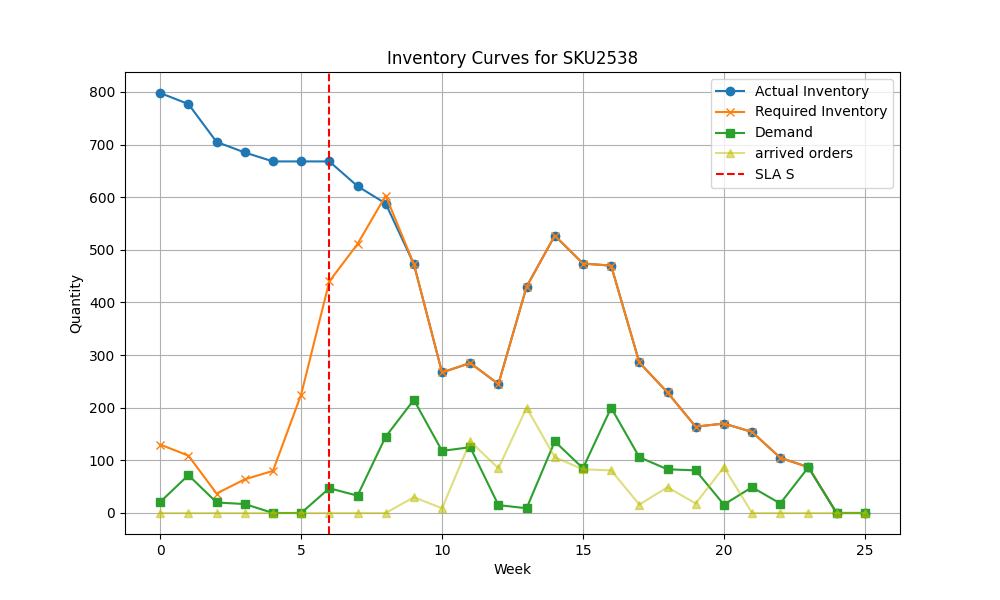 Inventory Curves for SKU2538
Actual Inventory
Required Inventory
Demand
arrived orders
SLA S
Quantity
800
700
600
500
400
300
200
100
0
0 5 10 15 20 25
Week